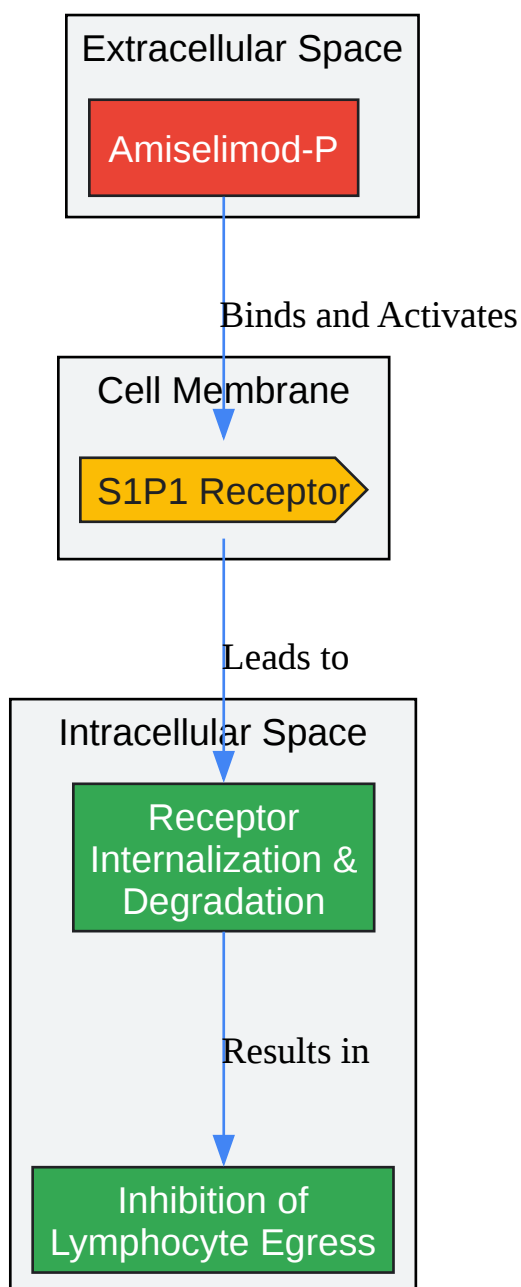 Extracellular Space
Amiselimod-P
Binds and Activates
Cell Membrane
S1P1 Receptor
Leads to
Intracellular Space
Receptor
Internalization &
Degradation
Results in
Inhibition of
Lymphocyte Egress